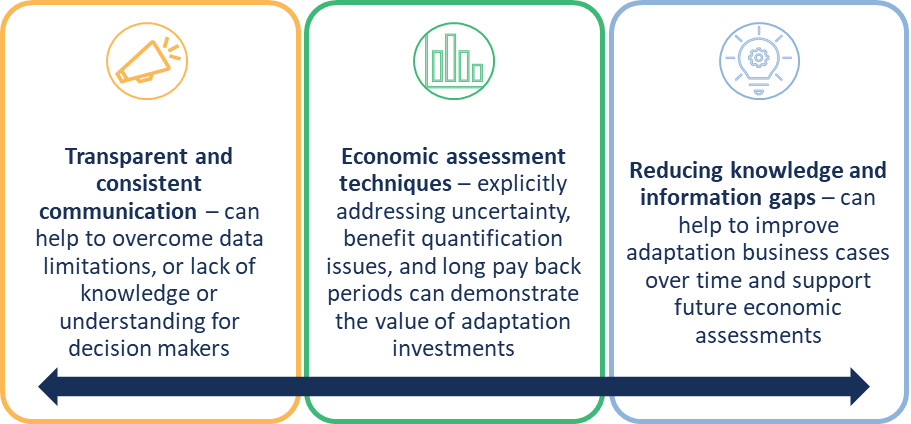 Transparent and
consistent
communication – can
help to overcome data
limitations, or lack of
knowledge or
understanding for
decision makers
Economic assessment
techniques – explicitly
addressing uncertainty,
benefit quantification
issues, and long pay back
periods can demonstrate
the value of adaptation
investments
Reducing knowledge and
information gaps – can
help to improve
adaptation business cases
over time and support
future economic
assessments